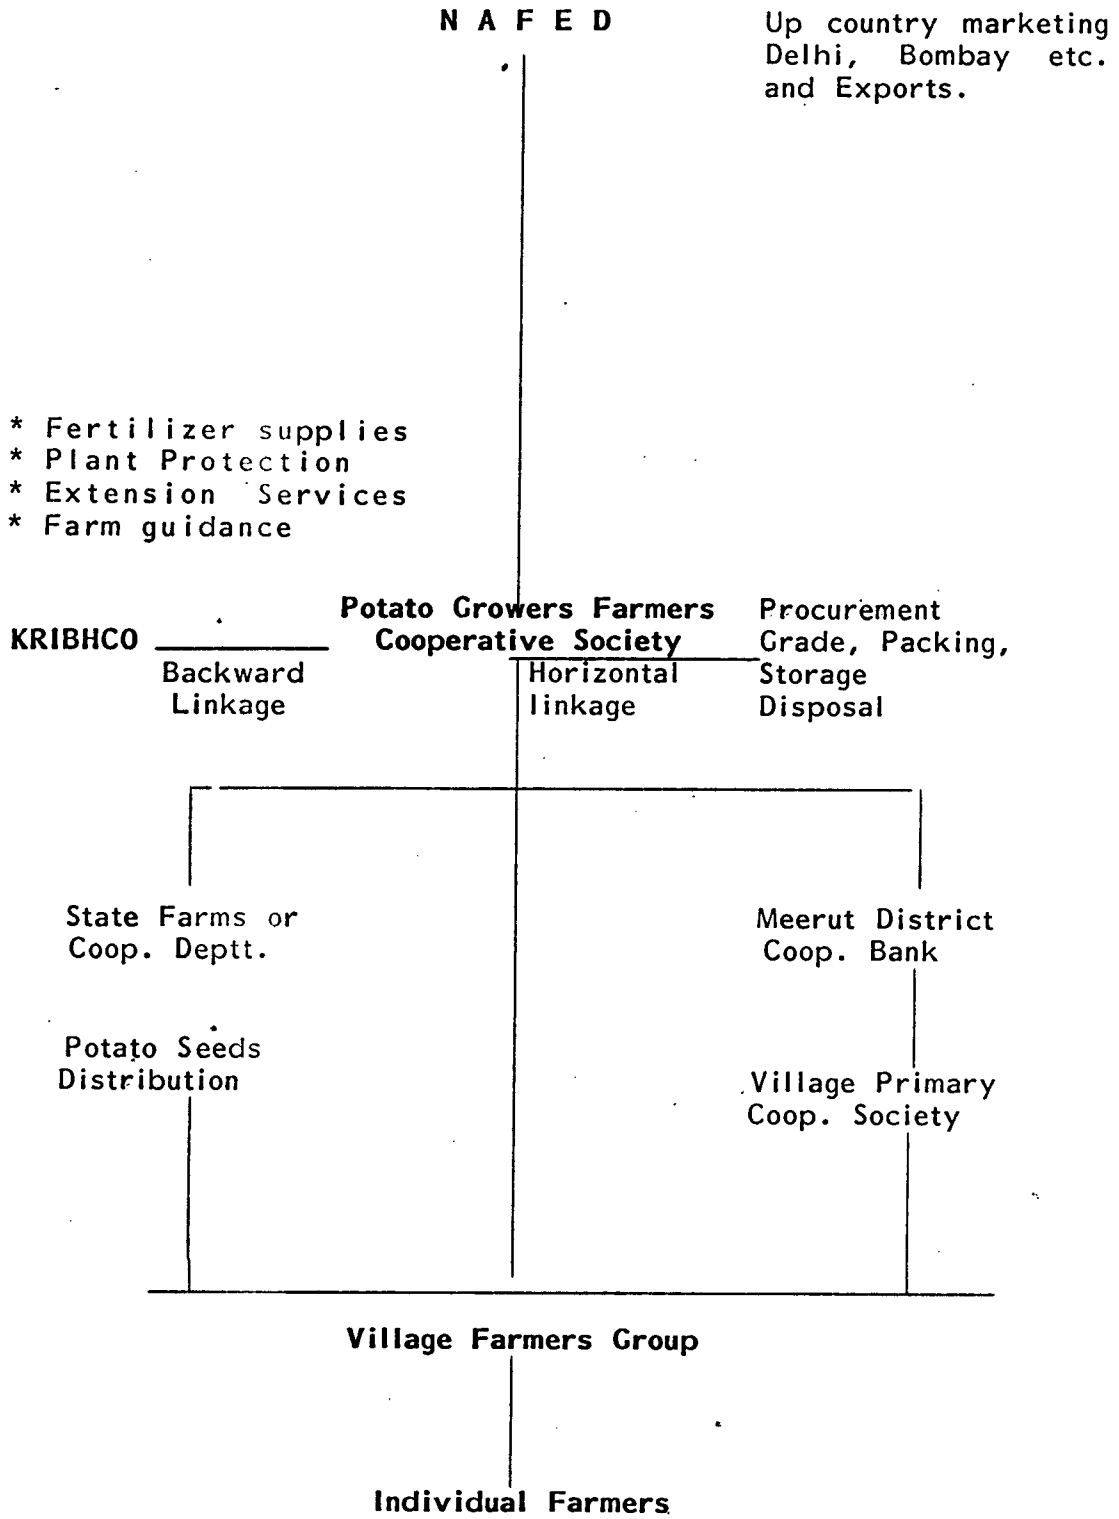 N A F E D
Up country marketing
Delhi, Bombay etc.
and Exports.
* Fertilizer supplies
* Plant Protection
* Extension Services
* Farm guidance
KRIBHCO
Backward
Linkage
Potato Growers Farmers
Cooperative Society
Horizontal
linkage
Procurement
Grade, Packing,
Storage
Disposal
State Farms or
Coop. Deptt.
Meerut District
Coop. Bank
Potato Seeds
Distribution
Village Primary
Coop. Society
Village Farmers Group
Individual Farmers